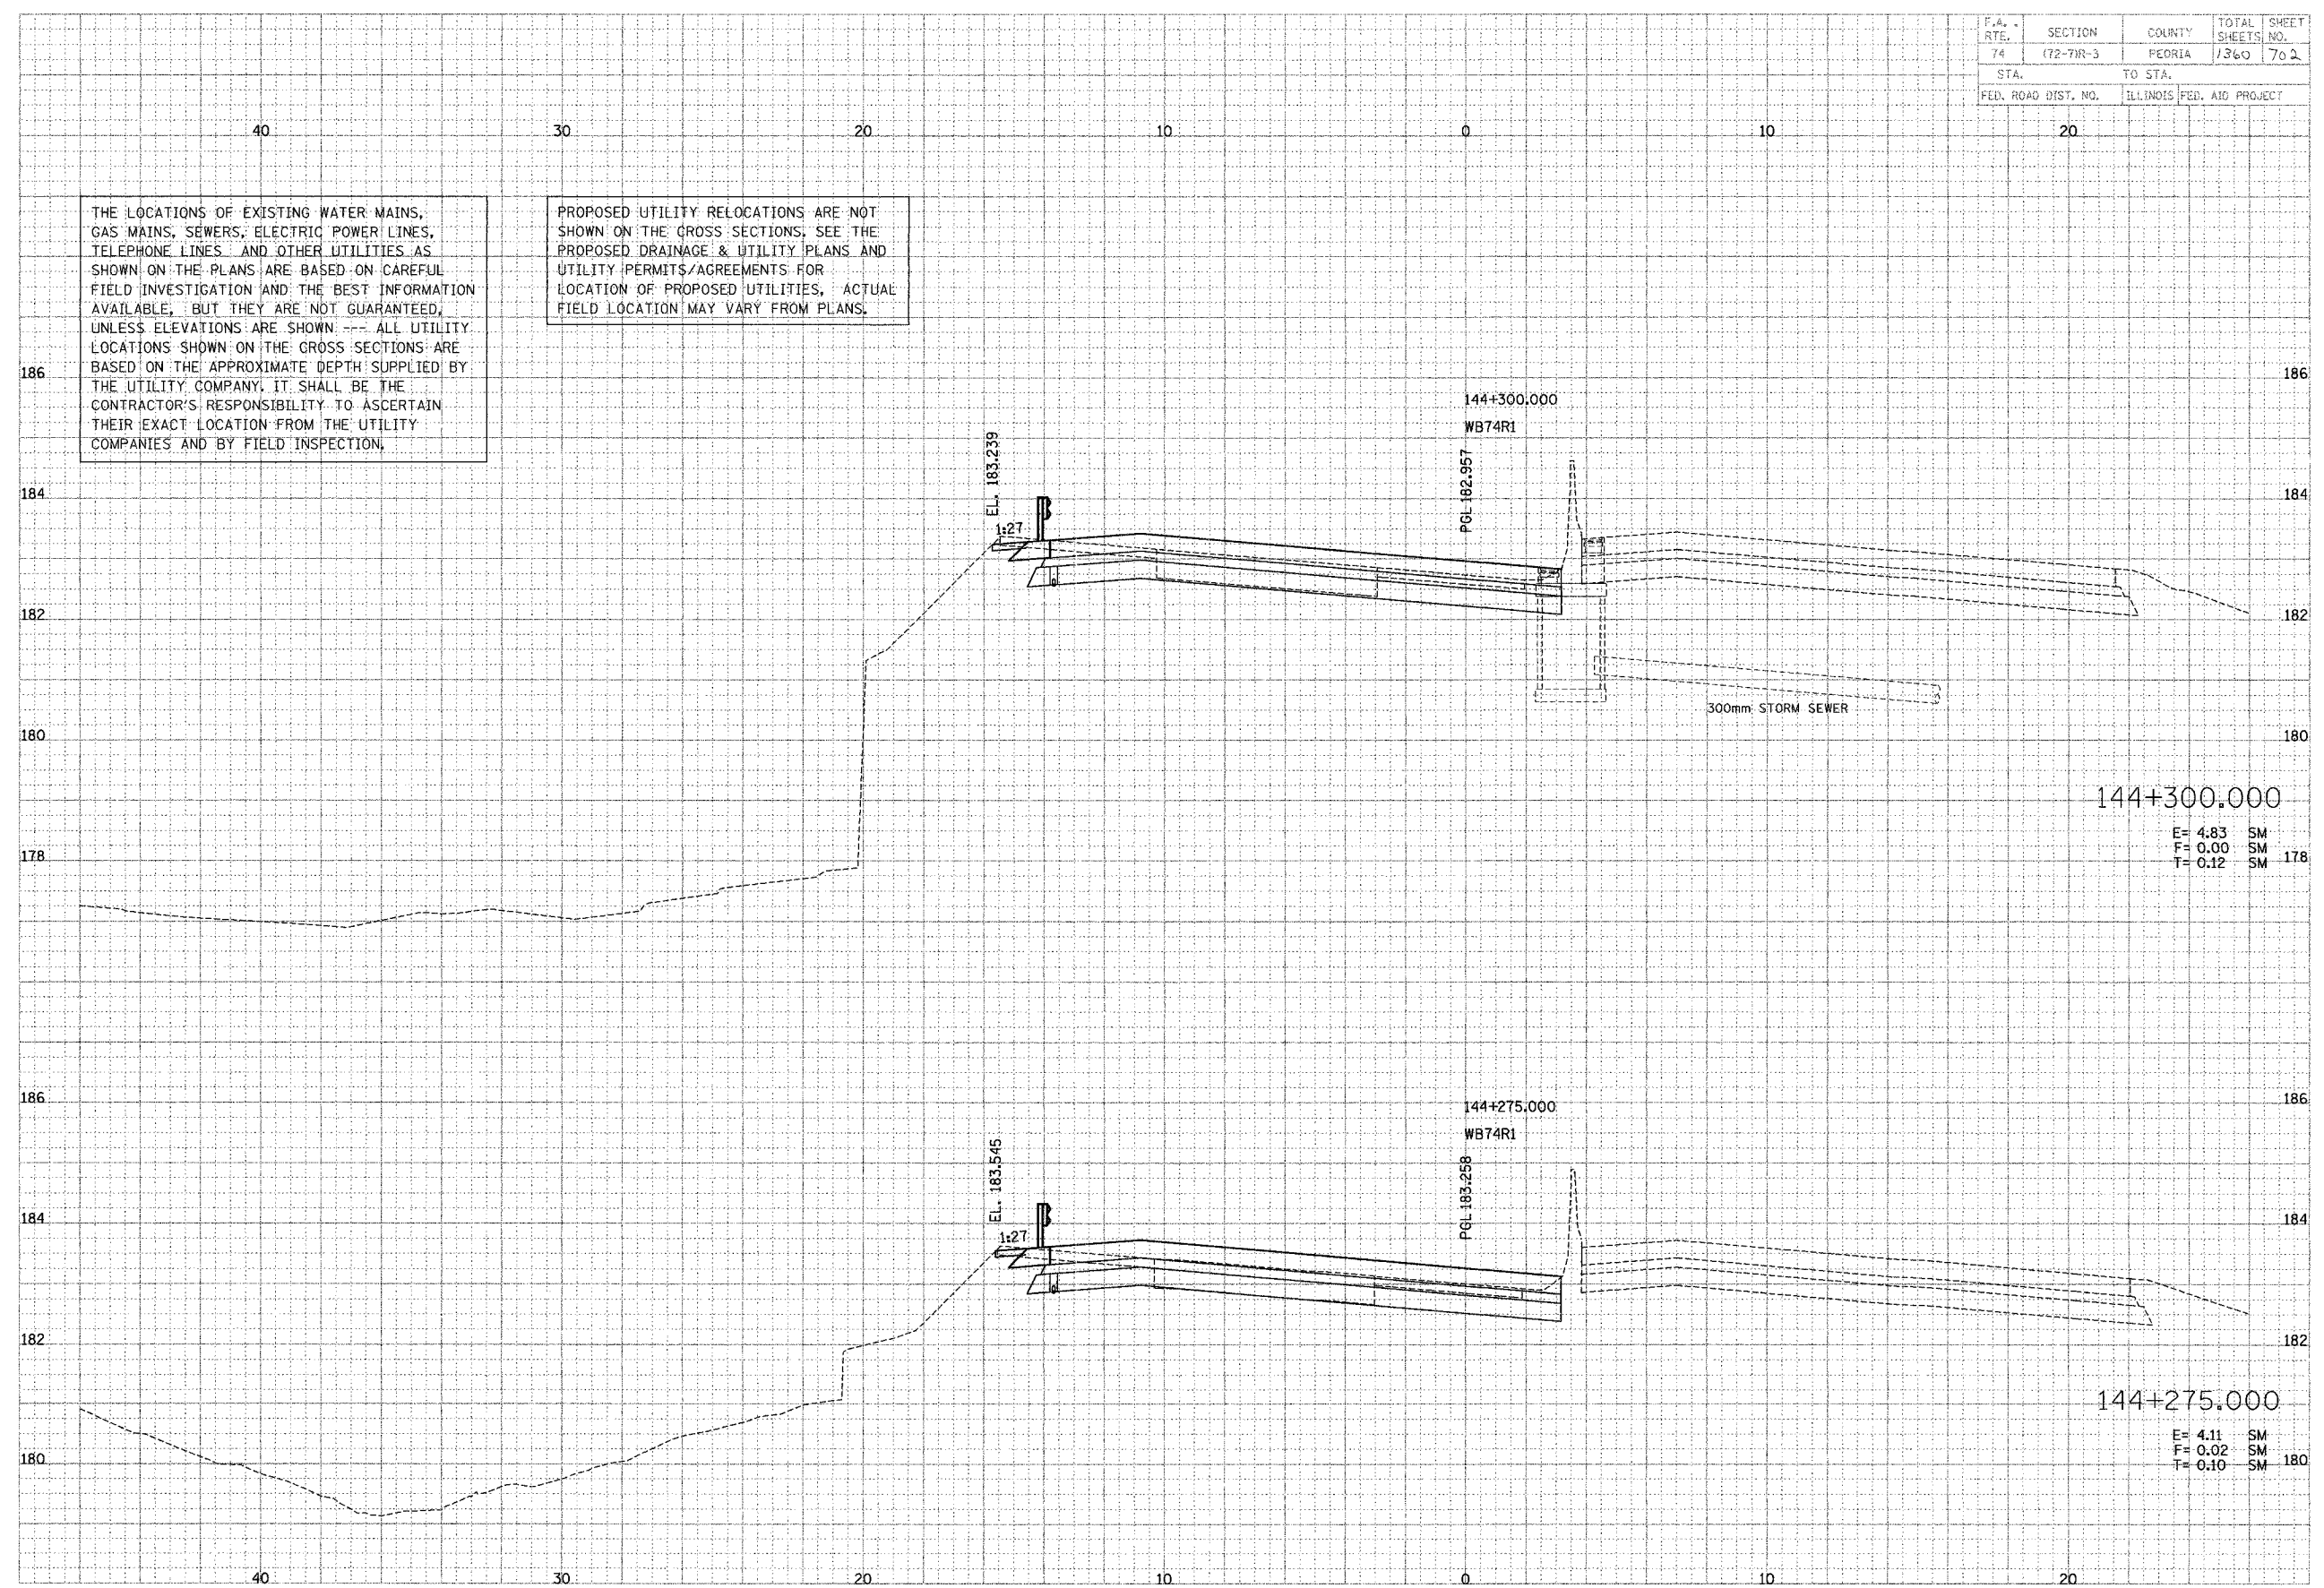 F.A. RTE. SECTION COUNTY TOTAL SHEETS SHEET NO.
74 (72-7)R-3 PEORIA 1360 702
STA. TO STA.
FED. ROAD DIST. NO. ILLINOIS FED. AID PROJECT
40 30 20 10 0 10 20
THE LOCATIONS OF EXISTING WATER MAINS,
GAS MAINS, SEWERS, ELECTRIC POWER LINES,
TELEPHONE LINES AND OTHER UTILITIES AS
SHOWN ON THE PLANS ARE BASED ON CAREFUL
FIELD INVESTIGATION AND THE BEST INFORMATION
AVAILABLE, BUT THEY ARE NOT GUARANTEED,
UNLESS ELEVATIONS ARE SHOWN --- ALL UTILITY
LOCATIONS SHOWN ON THE CROSS SECTIONS ARE
BASED ON THE APPROXIMATE DEPTH SUPPLIED BY
THE UTILITY COMPANY. IT SHALL BE THE
CONTRACTOR'S RESPONSIBILITY TO ASCERTAIN
THEIR EXACT LOCATION FROM THE UTILITY
COMPANIES AND BY FIELD INSPECTION.
PROPOSED UTILITY RELOCATIONS ARE NOT
SHOWN ON THE CROSS SECTIONS. SEE THE
PROPOSED DRAINAGE & UTILITY PLANS AND
UTILITY PERMITS/AGREEMENTS FOR
LOCATION OF PROPOSED UTILITIES, ACTUAL
FIELD LOCATION MAY VARY FROM PLANS.
186 186
144+300.000
WB74R1
EL. 183.239
PGL 182.957
184 184
1:27
182 182
300mm STORM SEWER
180 180
144+300.000
E= 4.83 SM
F= 0.00 SM
T= 0.12 SM
178 178
186 186
144+275.000
WB74R1
EL. 183.545
PGL 183.258
184 184
1:27
182 182
144+275.000
E= 4.11 SM
F= 0.02 SM
T= 0.10 SM
180 180
40 30 20 10 0 10 20